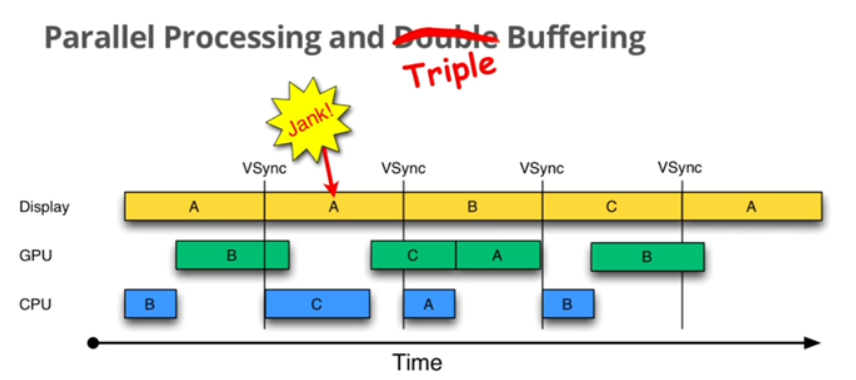 Parallel Processing and Double Buffering
Triple
Jank!
VSync VSync VSync VSync
Display A A B C A
GPU B C A B
CPU B C A B
Time